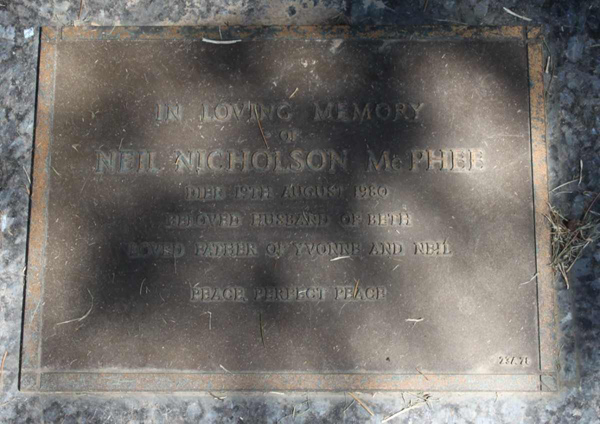 IN LOVING MEMORY
OF
NEIL NICHOLSON McPHEE
DIED 19TH AUGUST 1980
BELOVED HUSBAND OF BETH
LOVED FATHER OF YVONNE AND NEIL
PEACE, PERFECT PEACE